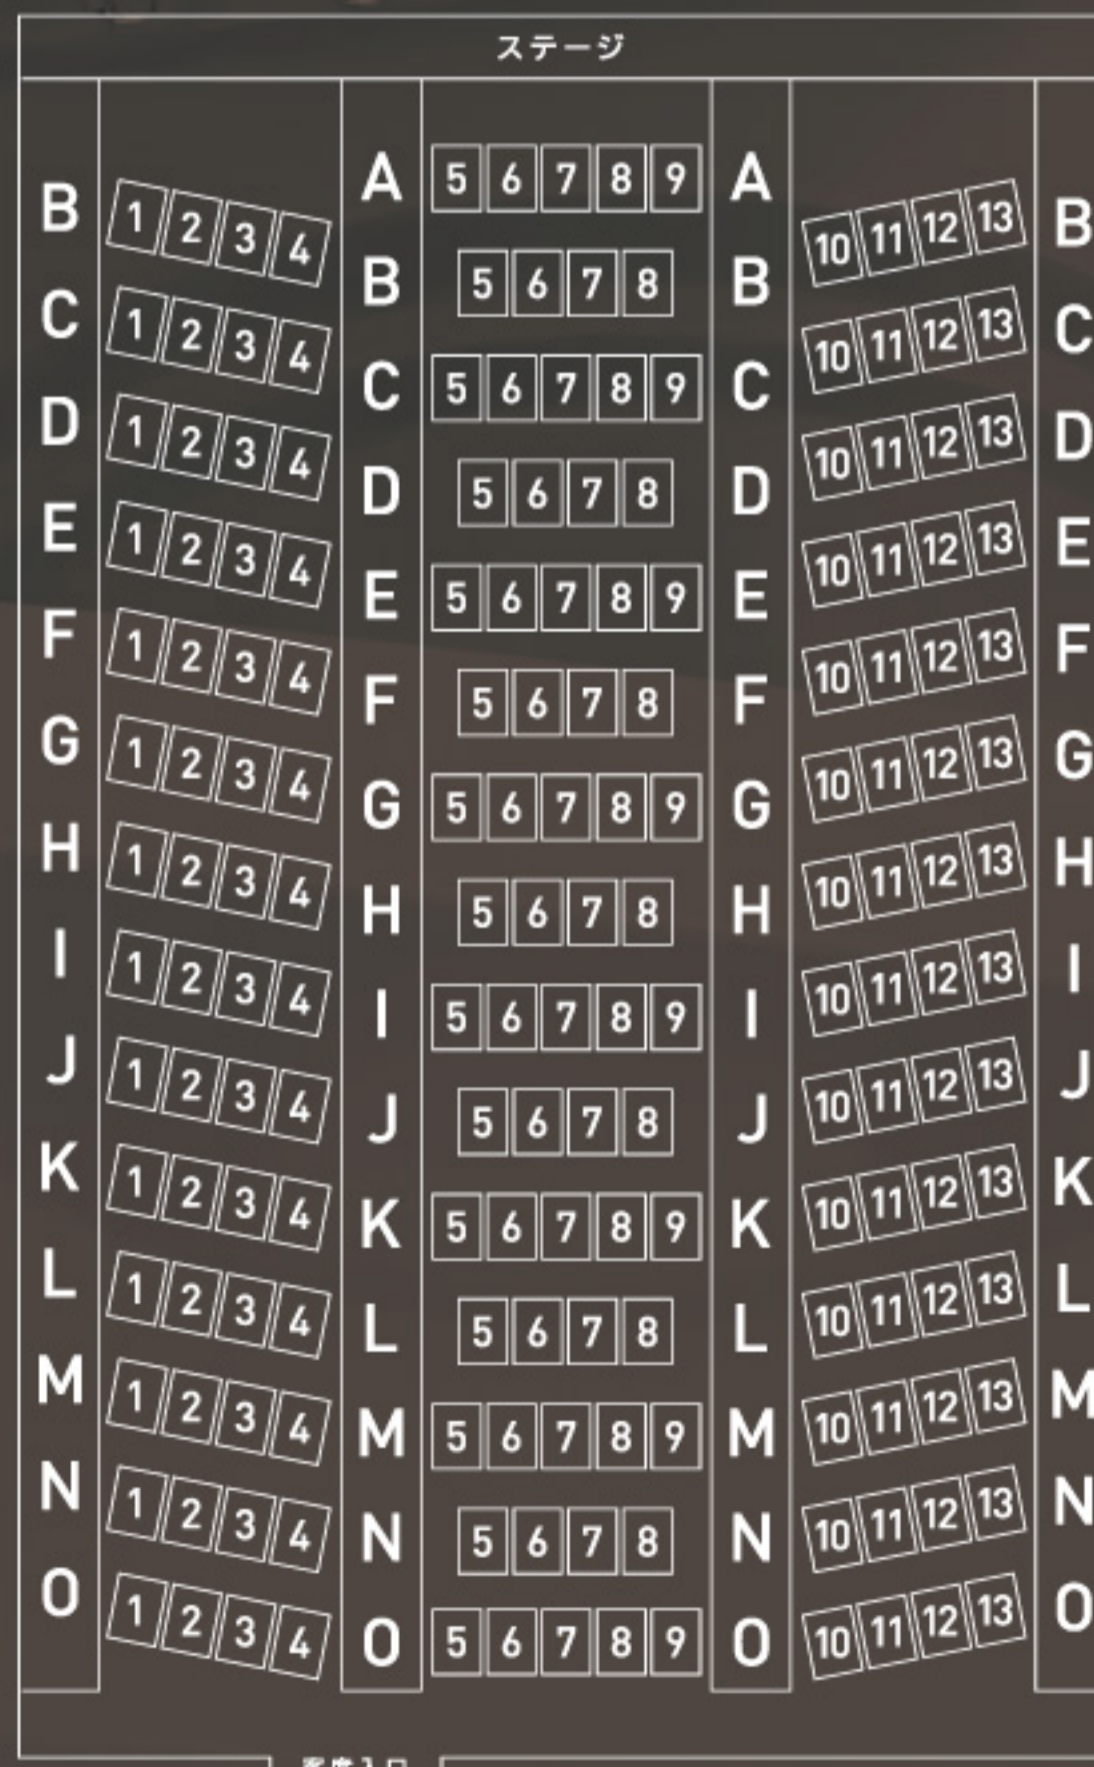 ステージ
A 5 6 7 8 9 A
B 1 2 3 4 B 5 6 7 8 B 10 11 12 13 B
C 1 2 3 4 C 5 6 7 8 9 C 10 11 12 13 C
D 1 2 3 4 D 5 6 7 8 D 10 11 12 13 D
E 1 2 3 4 E 5 6 7 8 9 E 10 11 12 13 E
F 1 2 3 4 F 5 6 7 8 F 10 11 12 13 F
G 1 2 3 4 G 5 6 7 8 9 G 10 11 12 13 G
H 1 2 3 4 H 5 6 7 8 H 10 11 12 13 H
I 1 2 3 4 I 5 6 7 8 9 I 10 11 12 13 I
J 1 2 3 4 J 5 6 7 8 J 10 11 12 13 J
K 1 2 3 4 K 5 6 7 8 9 K 10 11 12 13 K
L 1 2 3 4 L 5 6 7 8 L 10 11 12 13 L
M 1 2 3 4 M 5 6 7 8 9 M 10 11 12 13 M
N 1 2 3 4 N 5 6 7 8 N 10 11 12 13 N
O 1 2 3 4 O 5 6 7 8 9 O 10 11 12 13 O